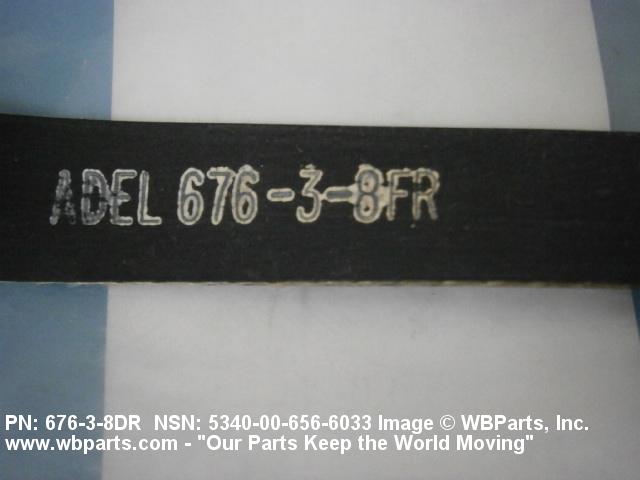 ADEL 676-3-8FR
PN: 676-3-8DR  NSN: 5340-00-656-6033 Image © WBParts, Inc.
www.wbparts.com - "Our Parts Keep the World Moving"